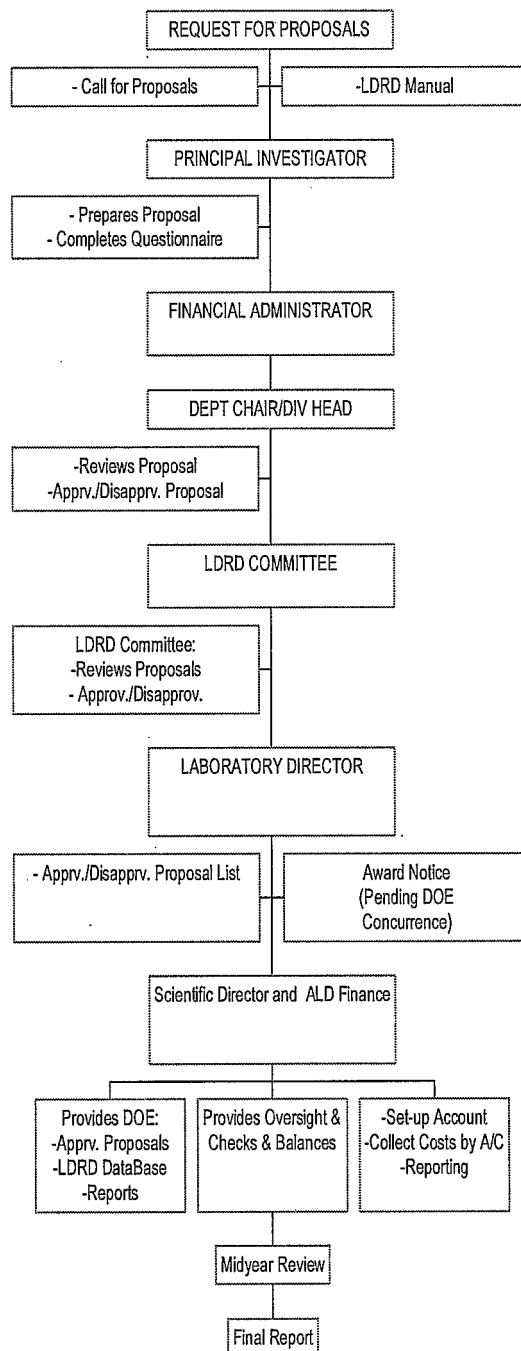 REQUEST FOR PROPOSALS
- Call for Proposals
-LDRD Manual
PRINCIPAL INVESTIGATOR
- Prepares Proposal
- Completes Questionnaire
FINANCIAL ADMINISTRATOR
DEPT CHAIR/DIV HEAD
-Reviews Proposal
-Apprv./Disapprv. Proposal
LDRD COMMITTEE
LDRD Committee:
-Reviews Proposals
- Approv./Disapprov.
LABORATORY DIRECTOR
- Apprv./Disapprv. Proposal List
Award Notice
(Pending DOE
Concurrence)
Scientific Director and ALD Finance
Provides DOE:
-Apprv. Proposals
-LDRD DataBase
-Reports
Provides Oversight &
Checks & Balances
-Set-up Account
-Collect Costs by A/C
-Reporting
Midyear Review
Final Report